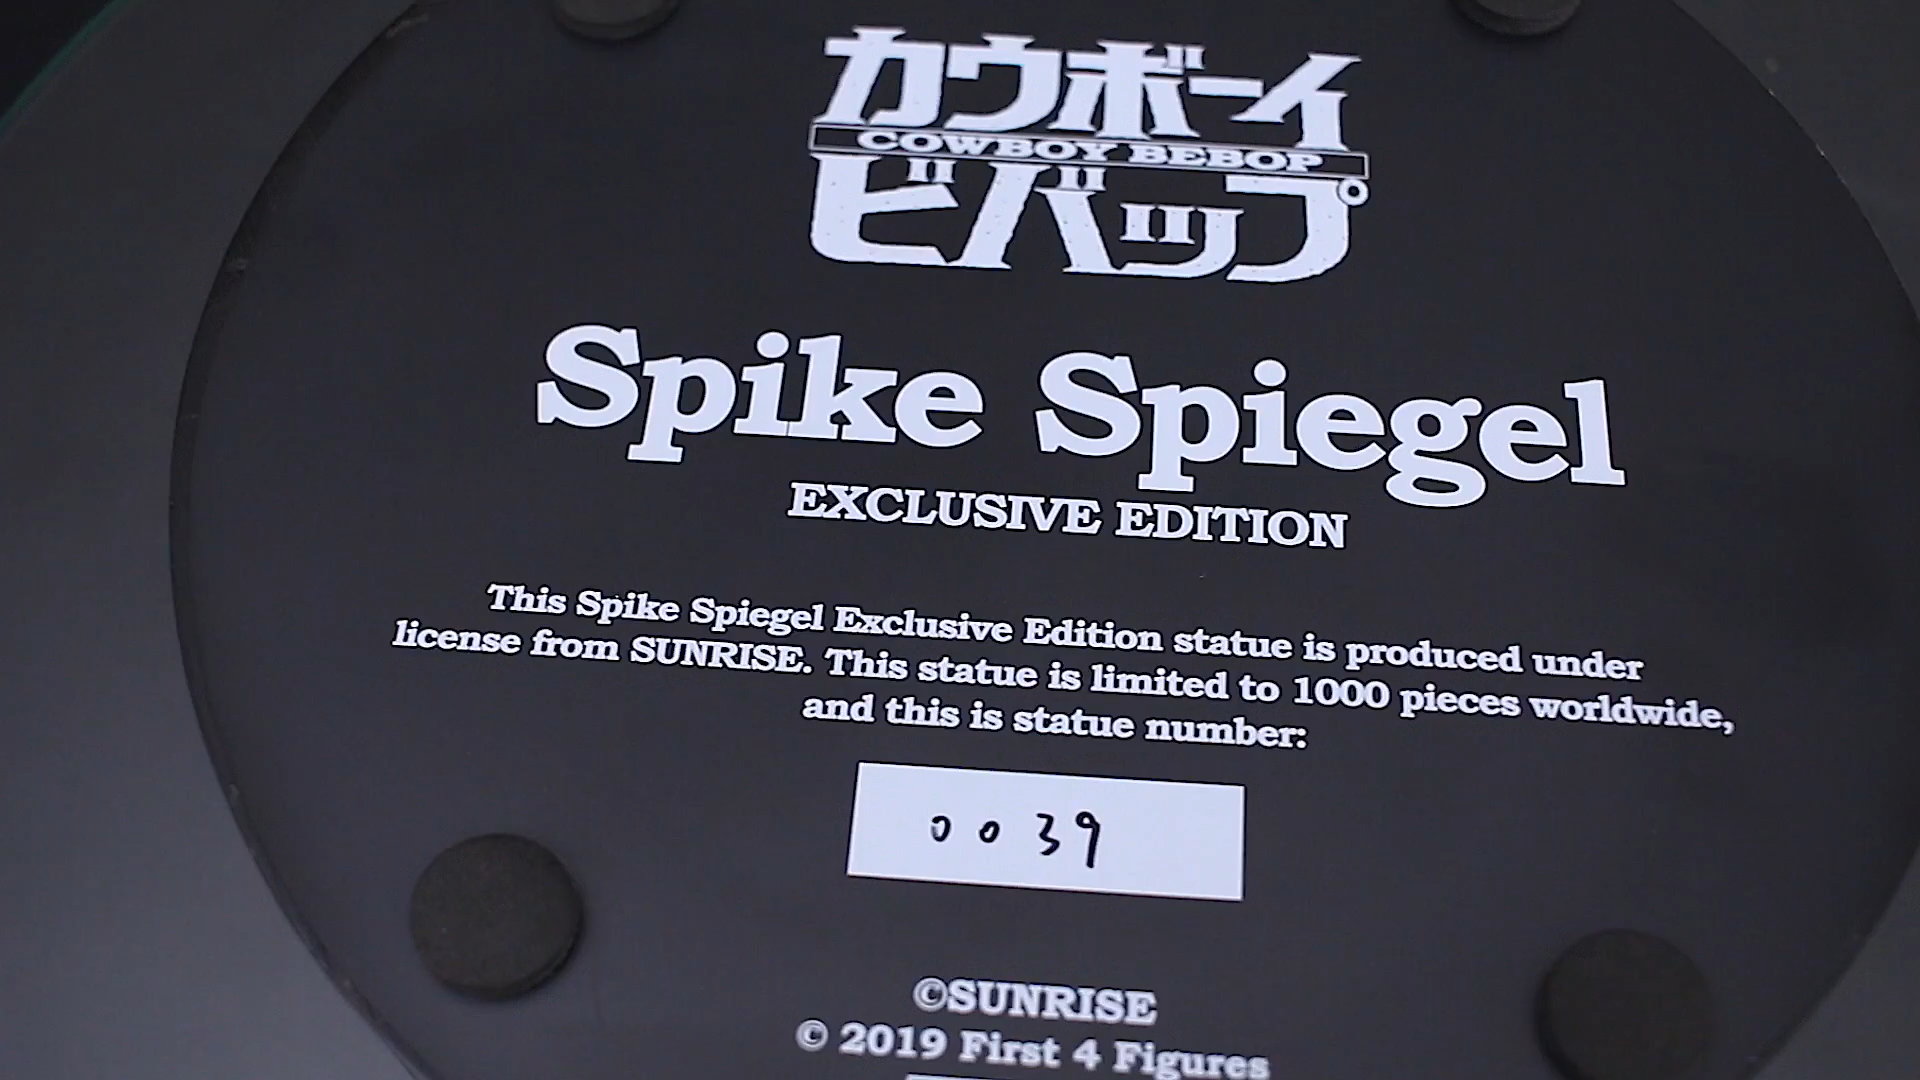 カウボーイ
COWBOY BEBOP
ビバップ
Spike Spiegel
EXCLUSIVE EDITION
This Spike Spiegel Exclusive Edition statue is produced under
license from SUNRISE. This statue is limited to 1000 pieces worldwide,
and this is statue number:
0039
©SUNRISE
© 2019 First 4 Figures